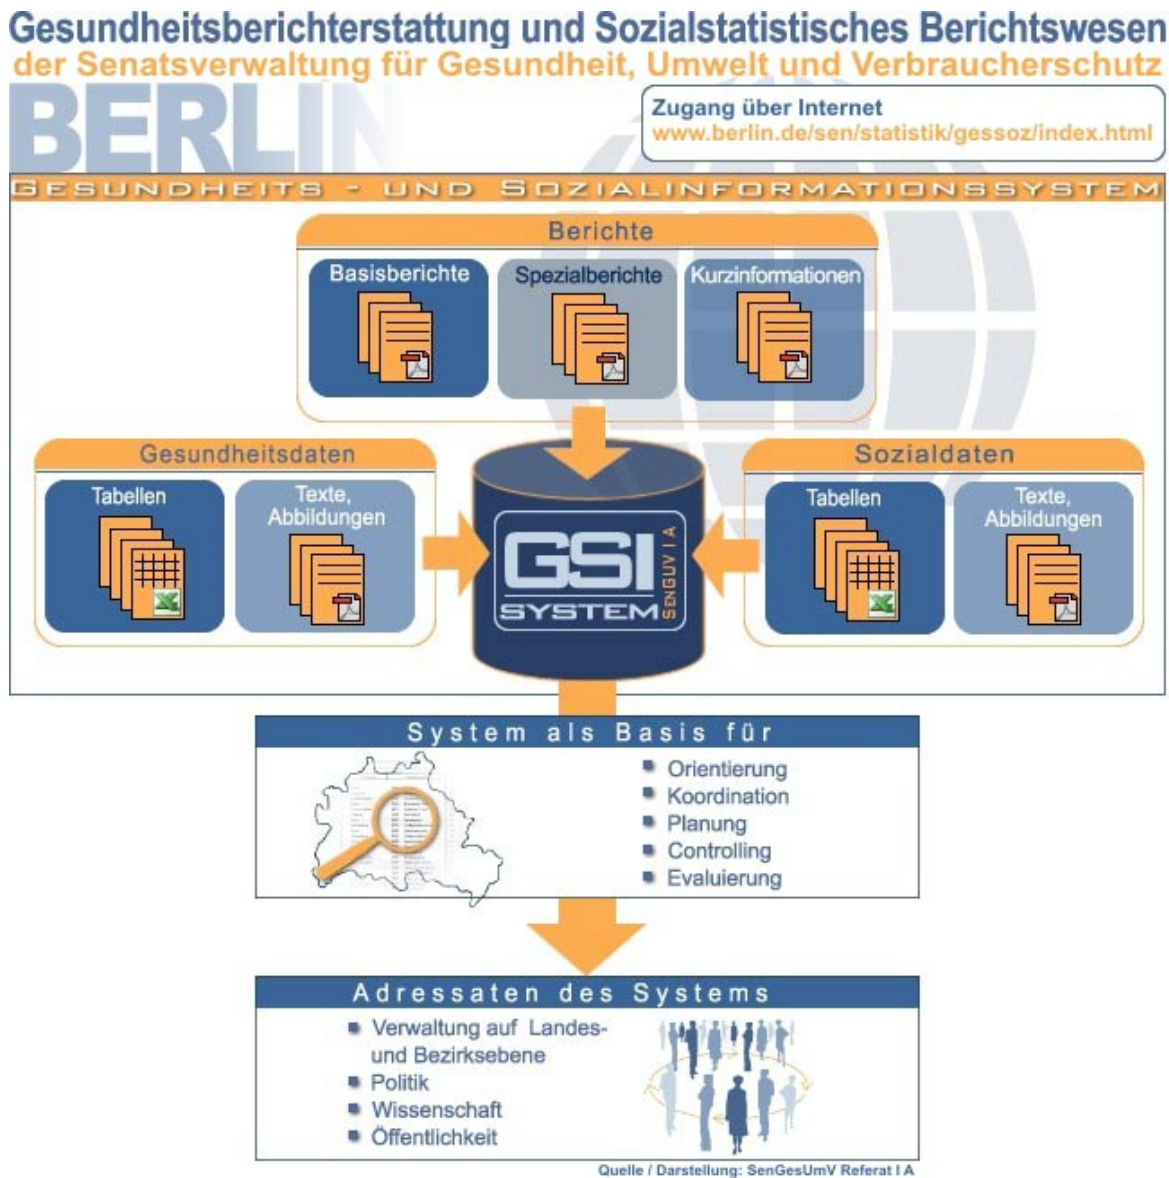 Gesundheitsberichterstattung und Sozialstatistisches Berichtswesen
der Senatsverwaltung für Gesundheit, Umwelt und Verbraucherschutz
BERLIN
Zugang über Internet
www.berlin.de/sen/statistik/gessoz/index.html
GESUNDHEITS - UND SOZIALINFORMATIONSSYSTEM
Berichte
Basisberichte
Spezialberichte
Kurzinformationen
Gesundheitsdaten
Tabellen
Texte,
Abbildungen
GSI
SYSTEM
SENGUV I A
Sozialdaten
Tabellen
Texte,
Abbildungen
System als Basis für
Orientierung
Koordination
Planung
Controlling
Evaluierung
Adressaten des Systems
Verwaltung auf Landes-
und Bezirksebene
Politik
Wissenschaft
Öffentlichkeit
Quelle / Darstellung: SenGesUmV Referat I A